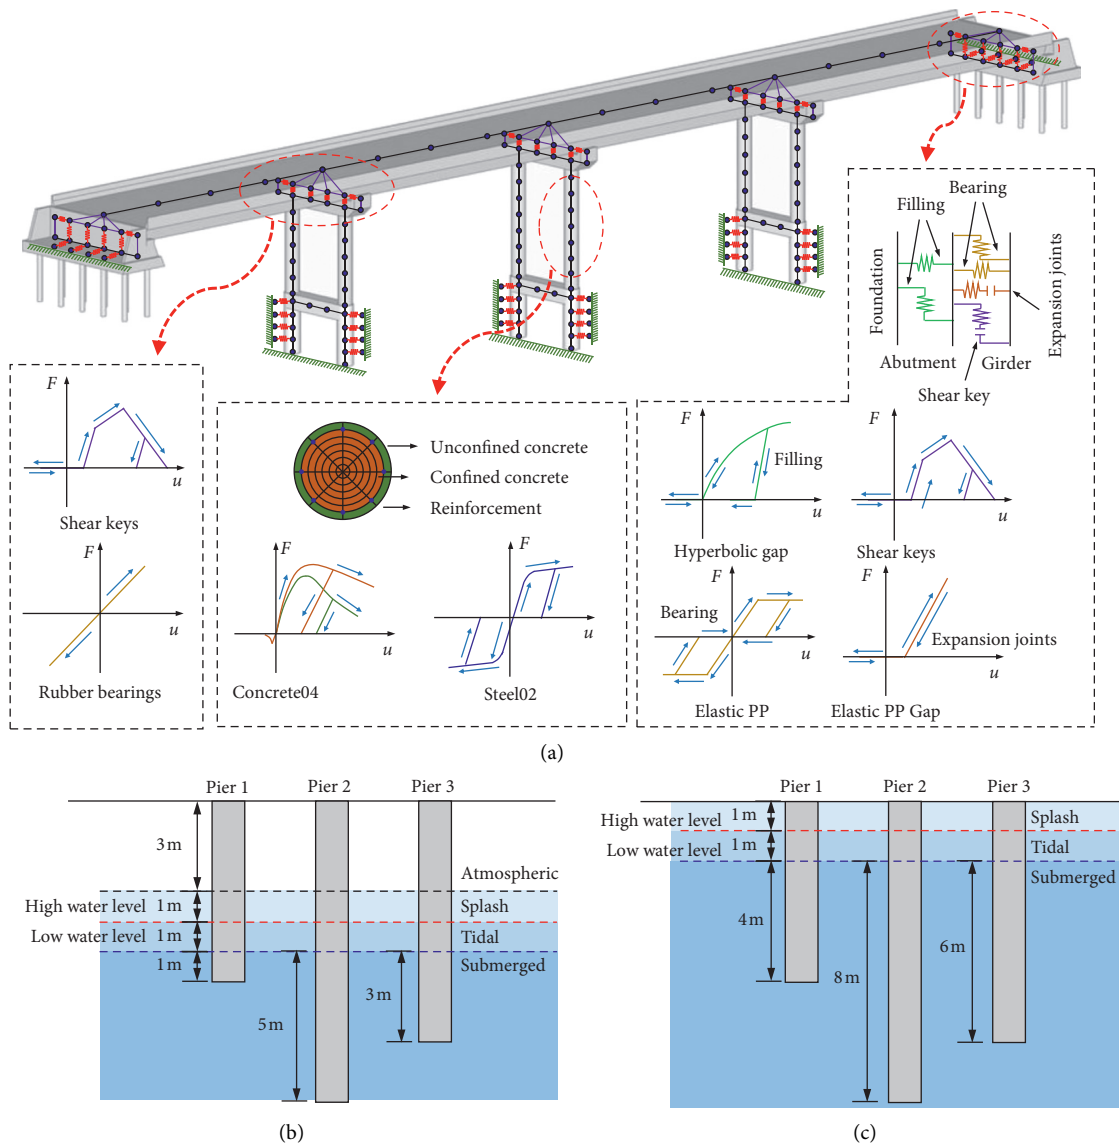 Bearing
Filling
Foundation
Expansion joints
Abutment
Girder
Shear key
F
u
Shear keys
F
u
Rubber bearings
Unconfined concrete
Confined concrete
Reinforcement
F
u
Concrete04
F
u
Steel02
F
Filling
u
Hyperbolic gap
F
u
Shear keys
F
Bearing
u
Elastic PP
F
Expansion joints
u
Elastic PP Gap
(a)
Pier 1
Pier 2
Pier 3
3 m
Atmospheric
High water level
1 m
Splash
Low water level
1 m
Tidal
1 m
Submerged
3 m
5 m
(b)
Pier 1
Pier 2
Pier 3
High water level
1 m
Splash
Low water level
1 m
Tidal
Submerged
4 m
6 m
8 m
(c)